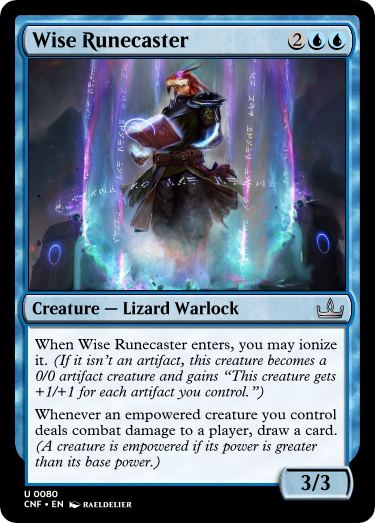 Wise Runecaster 2
Creature — Lizard Warlock
When Wise Runecaster enters, you may ionize
it. (If it isn't an artifact, this creature becomes a
0/0 artifact creature and gains “This creature gets
+1/+1 for each artifact you control.”)
Whenever an empowered creature you control
deals combat damage to a player, draw a card.
(A creature is empowered if its power is greater
than its base power.)
3/3
U 0080
CNF • EN RAELDELIER